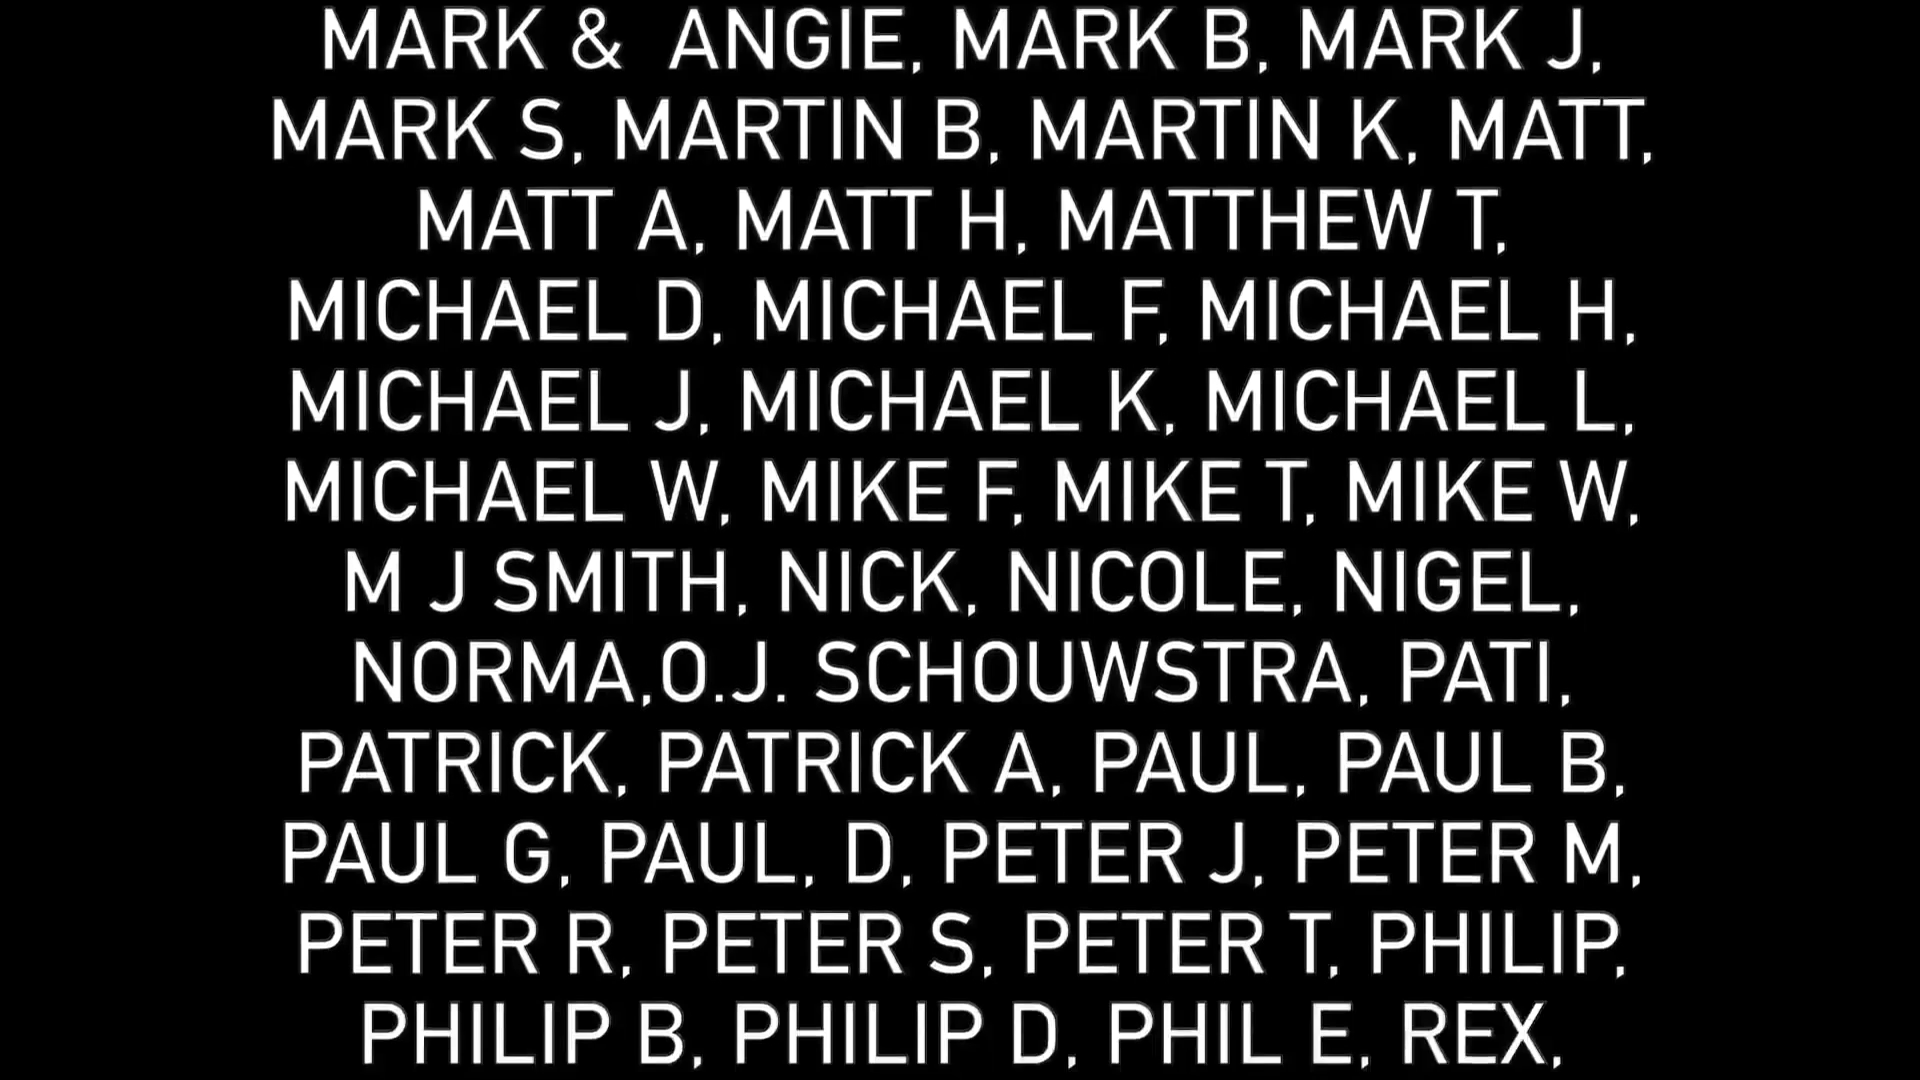 MARK &  ANGIE, MARK B, MARK J,
MARK S, MARTIN B, MARTIN K, MATT,
MATT A, MATT H, MATTHEW T,
MICHAEL D, MICHAEL F, MICHAEL H,
MICHAEL J, MICHAEL K, MICHAEL L,
MICHAEL W, MIKE F, MIKE T, MIKE W,
M J SMITH, NICK, NICOLE, NIGEL,
NORMA,O.J. SCHOUWSTRA, PATI,
PATRICK, PATRICK A, PAUL, PAUL B,
PAUL G, PAUL, D, PETER J, PETER M,
PETER R, PETER S, PETER T, PHILIP,
PHILIP B, PHILIP D, PHIL E, REX,